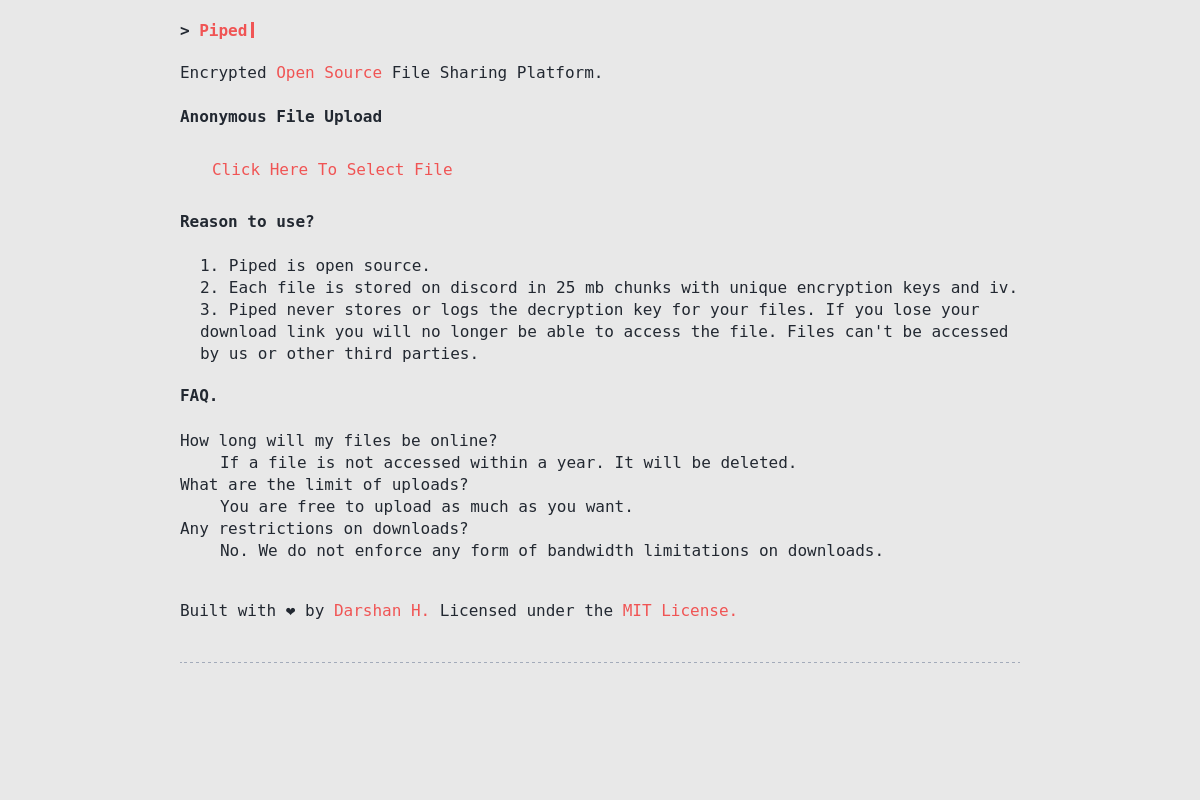 > Piped
Encrypted Open Source File Sharing Platform.
Anonymous File Upload
Click Here To Select File
Reason to use?
1. Piped is open source.
2. Each file is stored on discord in 25 mb chunks with unique encryption keys and iv.
3. Piped never stores or logs the decryption key for your files. If you lose your
download link you will no longer be able to access the file. Files can't be accessed
by us or other third parties.
FAQ.
How long will my files be online?
If a file is not accessed within a year. It will be deleted.
What are the limit of uploads?
You are free to upload as much as you want.
Any restrictions on downloads?
No. We do not enforce any form of bandwidth limitations on downloads.
Built with ❤ by Darshan H. Licensed under the MIT License.